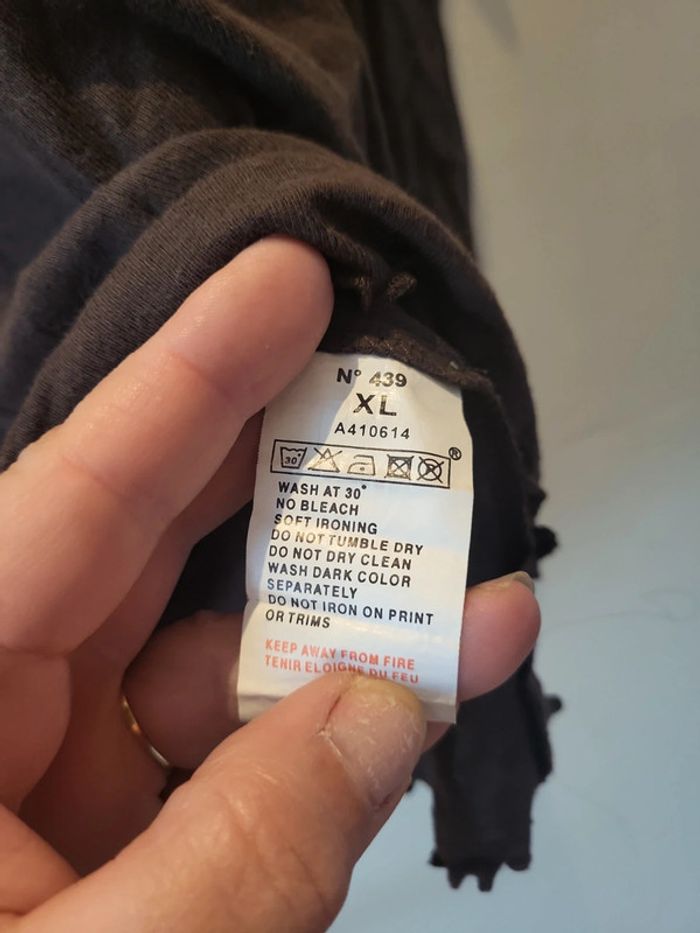 N° 439
XL
A410614
30°
®
WASH AT 30°
NO BLEACH
SOFT IRONING
DO NOT TUMBLE DRY
DO NOT DRY CLEAN
WASH DARK COLOR
SEPARATELY
DO NOT IRON ON PRINT
OR TRIMS
KEEP AWAY FROM FIRE
TENIR ELOIGNE DU FEU